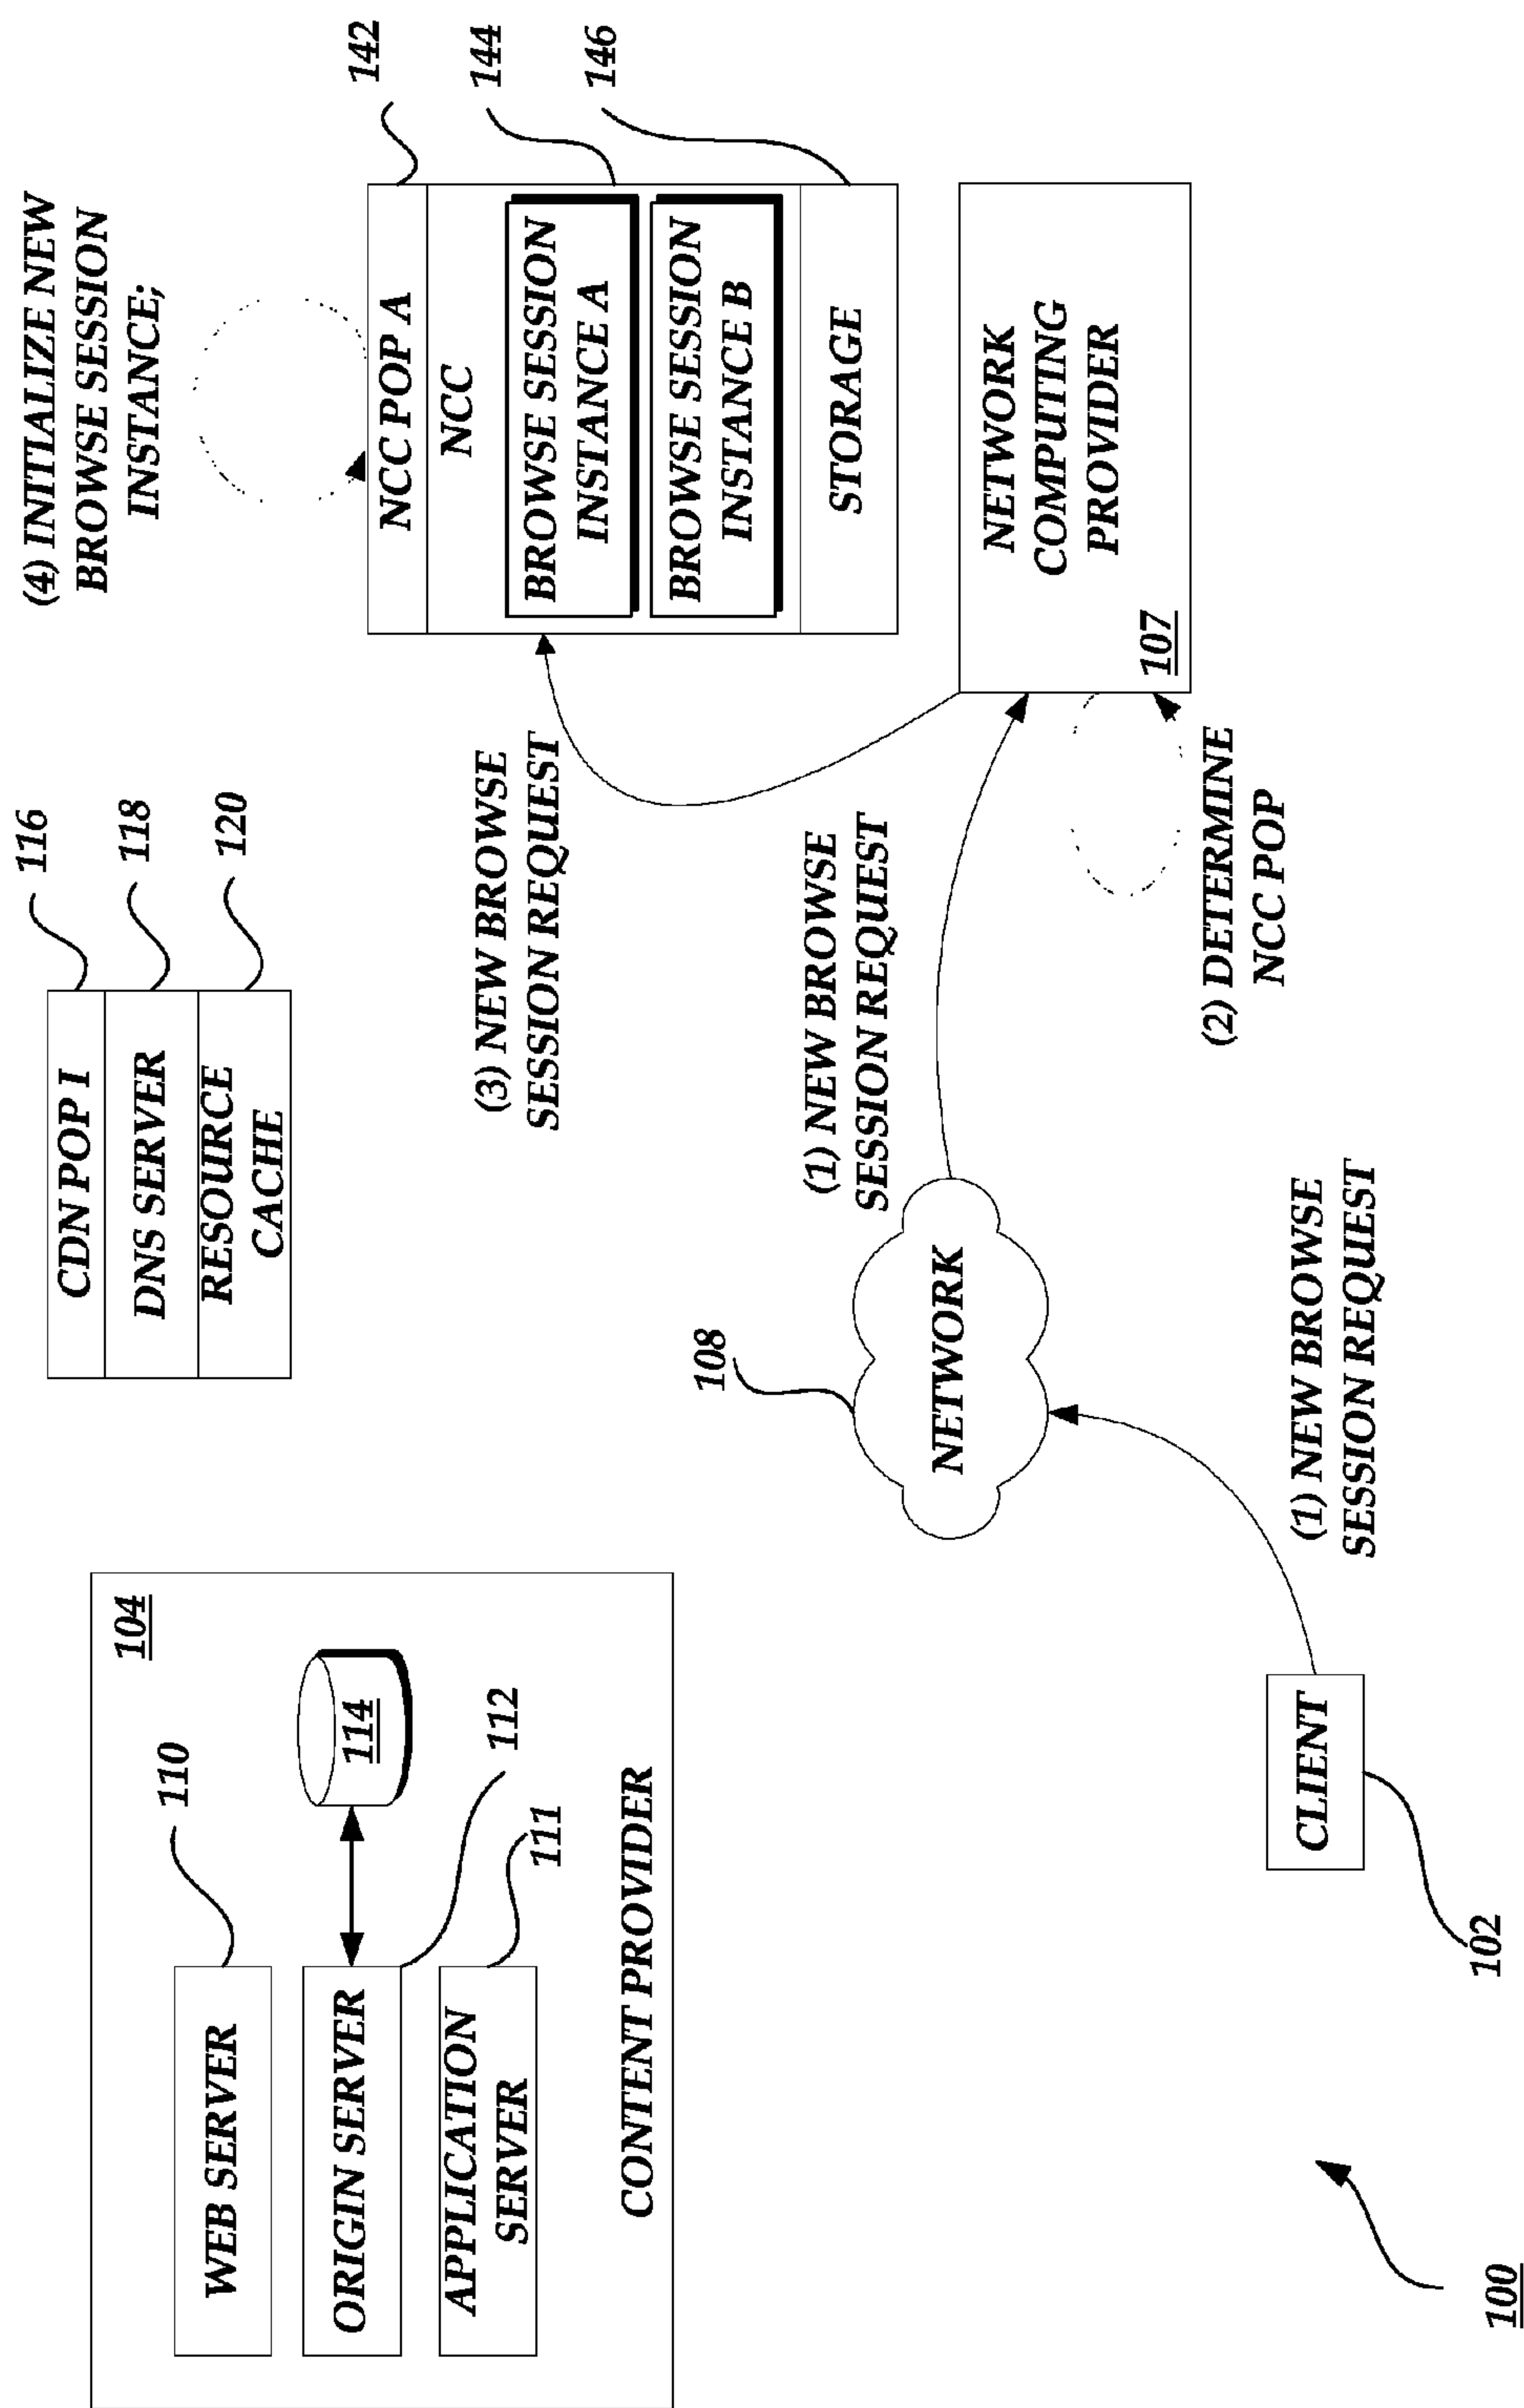 104
110
WEB SERVER
114
ORIGIN SERVER
112
APPLICATION
SERVER
111
CONTENT PROVIDER
CDN POP 1
DNS SERVER
RESOURCE
CACHE
116
118
120
(4) INITIALIZE NEW
BROWSE SESSION
INSTANCE;
NCC POP A
NCC
BROWSE SESSION
INSTANCE A
BROWSE SESSION
INSTANCE B
STORAGE
142
144
146
(3) NEW BROWSE
SESSION REQUEST
108
NETWORK
(1) NEW BROWSE
SESSION REQUEST
NETWORK
COMPUTING
PROVIDER
107
(2) DETERMINE
NCC POP
(1) NEW BROWSE
SESSION REQUEST
CLIENT
102
100